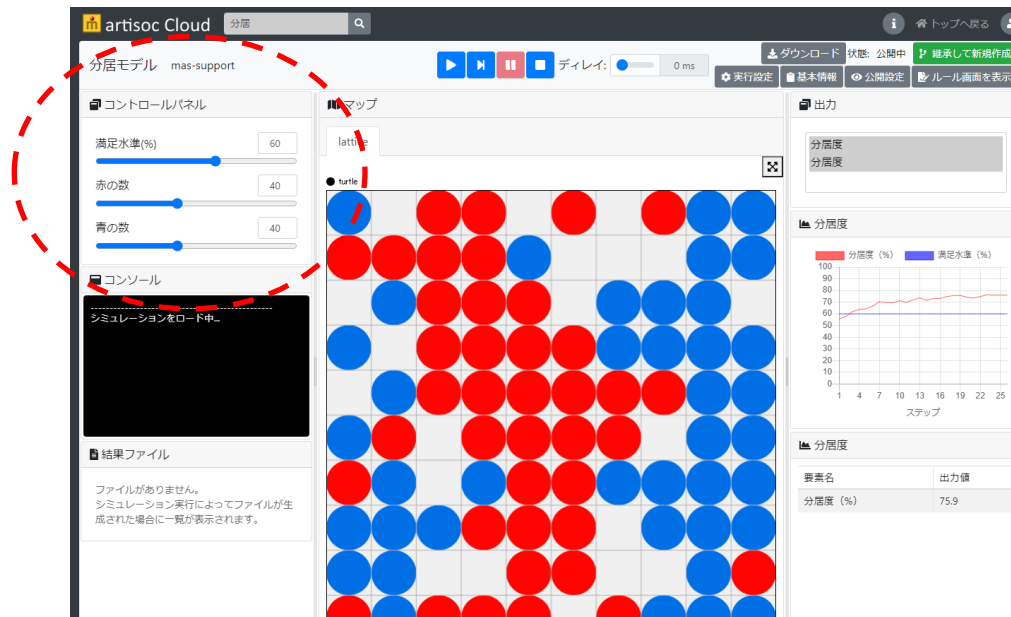 artisoc Cloud
分居
トップへ戻る
分居モデル mas-support
ディレイ: 0 ms
ダウンロード 状態: 公開中 継承して新規作成
実行設定 基本情報 公開設定 ルール画面を表示
コントロールパネル
満足水準(%) 60
赤の数 40
青の数 40
コンソール
シミュレーションをロード中...
結果ファイル
ファイルがありません。
シミュレーション実行によってファイルが生
成された場合に一覧が表示されます。
マップ
lattice
turtle
出力
分居度
分居度
分居度
分居度 (%) 満足水準 (%)
100
90
80
70
60
50
40
30
20
10
0
1 4 7 10 13 16 19 22 25
ステップ
分居度
要素名 出力値
分居度 (%) 75.9